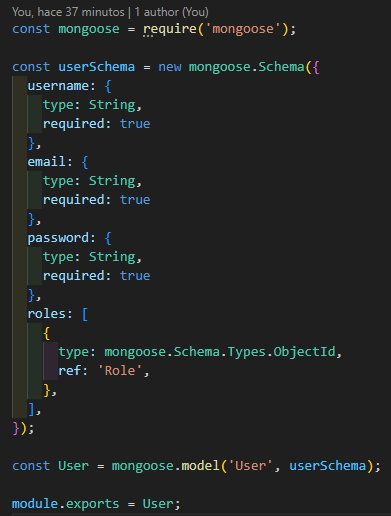 You, hace 37 minutos | 1 author (You)
const mongoose = require('mongoose');
const userSchema = new mongoose.Schema({
  username: {
    type: String,
    required: true
  },
  email: {
    type: String,
    required: true
  },
  password: {
    type: String,
    required: true
  },
  roles: [
    {
      type: mongoose.Schema.Types.ObjectId,
      ref: 'Role',
    },
  ],
});
const User = mongoose.model('User', userSchema);
module.exports = User;